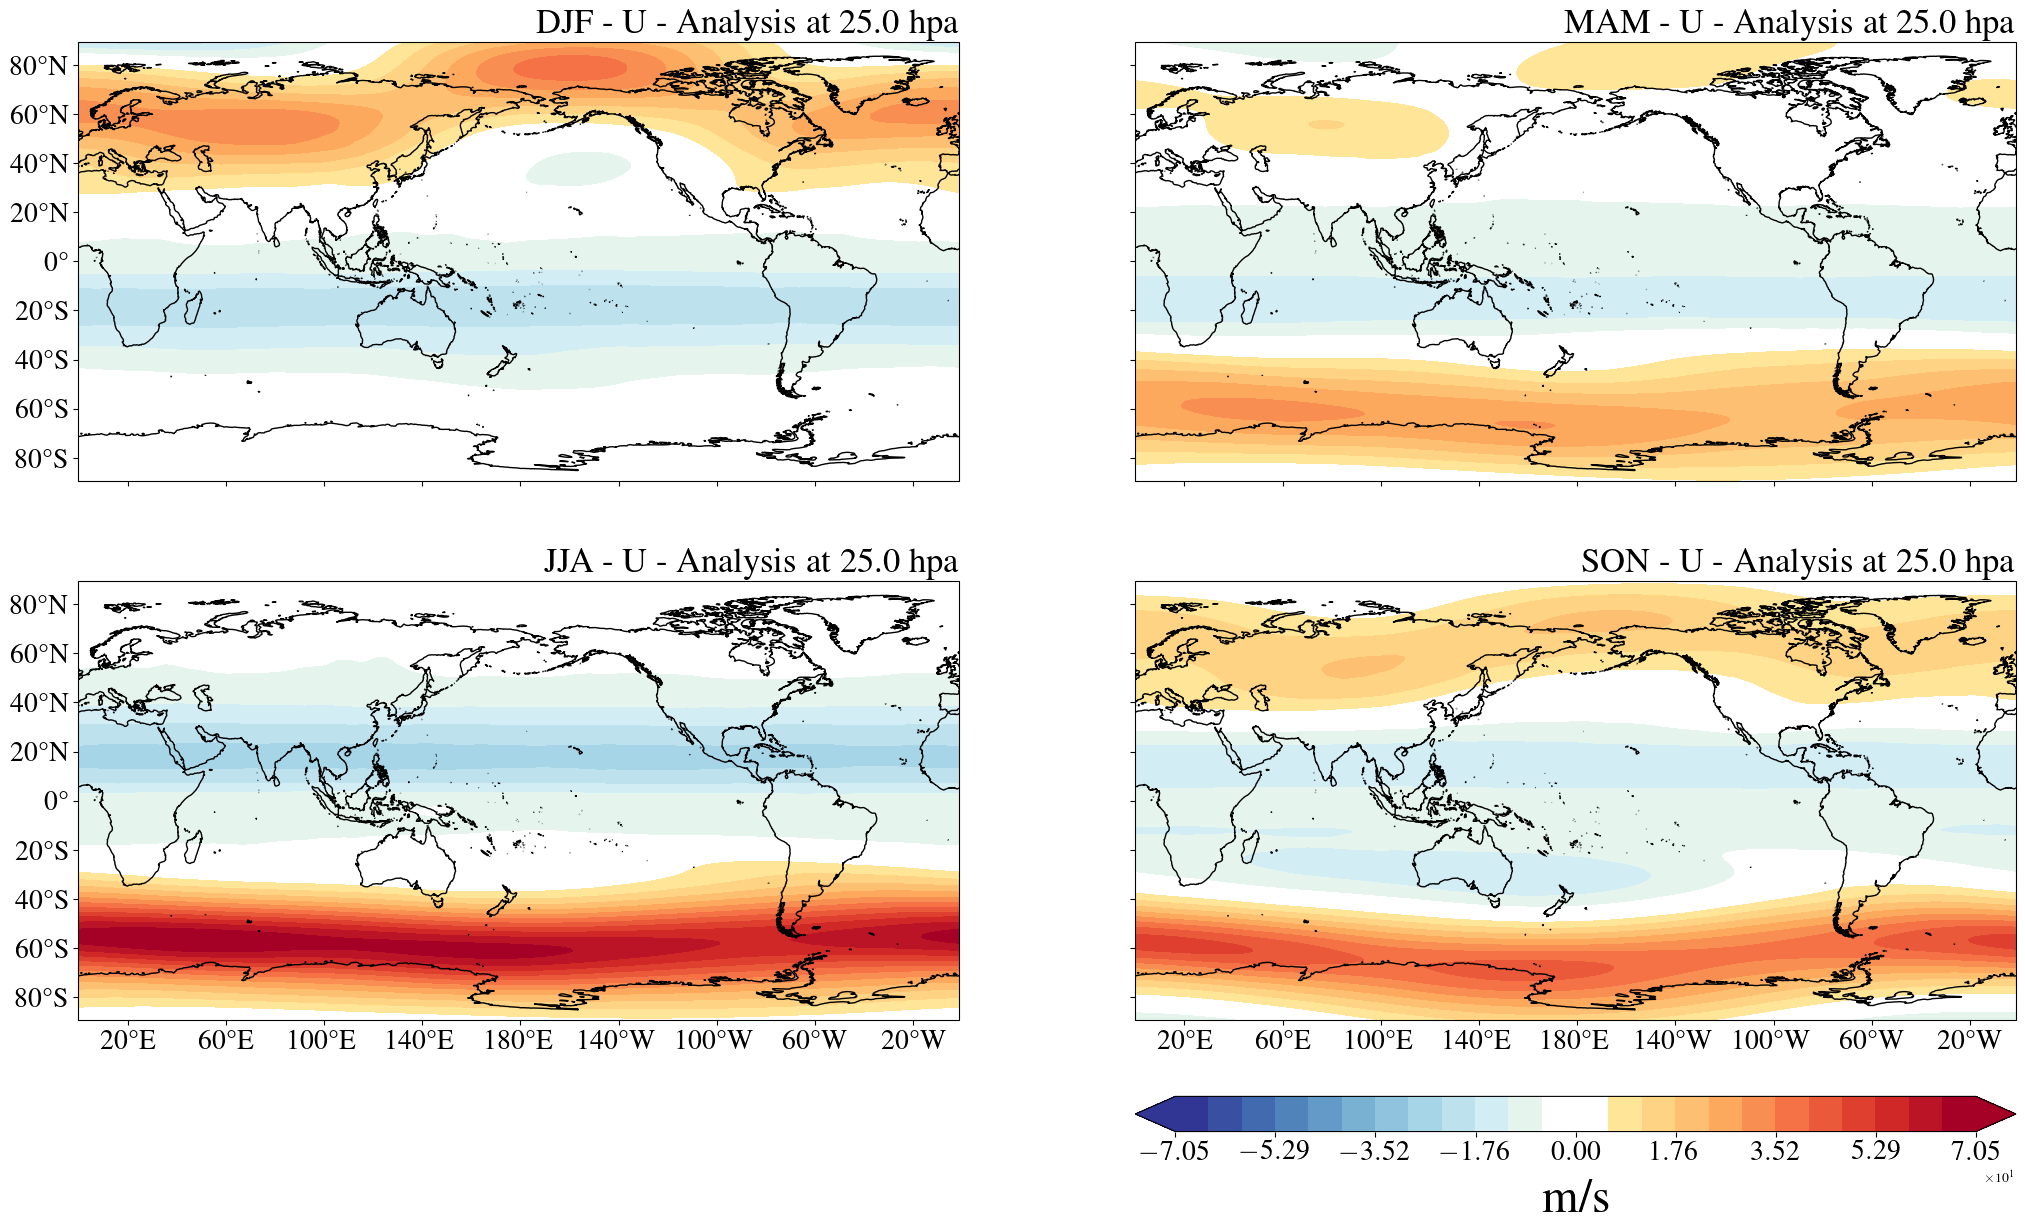 DJF - U - Analysis at 25.0 hpa
MAM - U - Analysis at 25.0 hpa
80°N
60°N
40°N
20°N
0°
20°S
40°S
60°S
80°S
JJA - U - Analysis at 25.0 hpa
SON - U - Analysis at 25.0 hpa
80°N
60°N
40°N
20°N
0°
20°S
40°S
60°S
80°S
20°E 60°E 100°E 140°E 180°E 140°W 100°W 60°W 20°W
20°E 60°E 100°E 140°E 180°E 140°W 100°W 60°W 20°W
−7.05 −5.29 −3.52 −1.76 0.00 1.76 3.52 5.29 7.05
×10¹
m/s